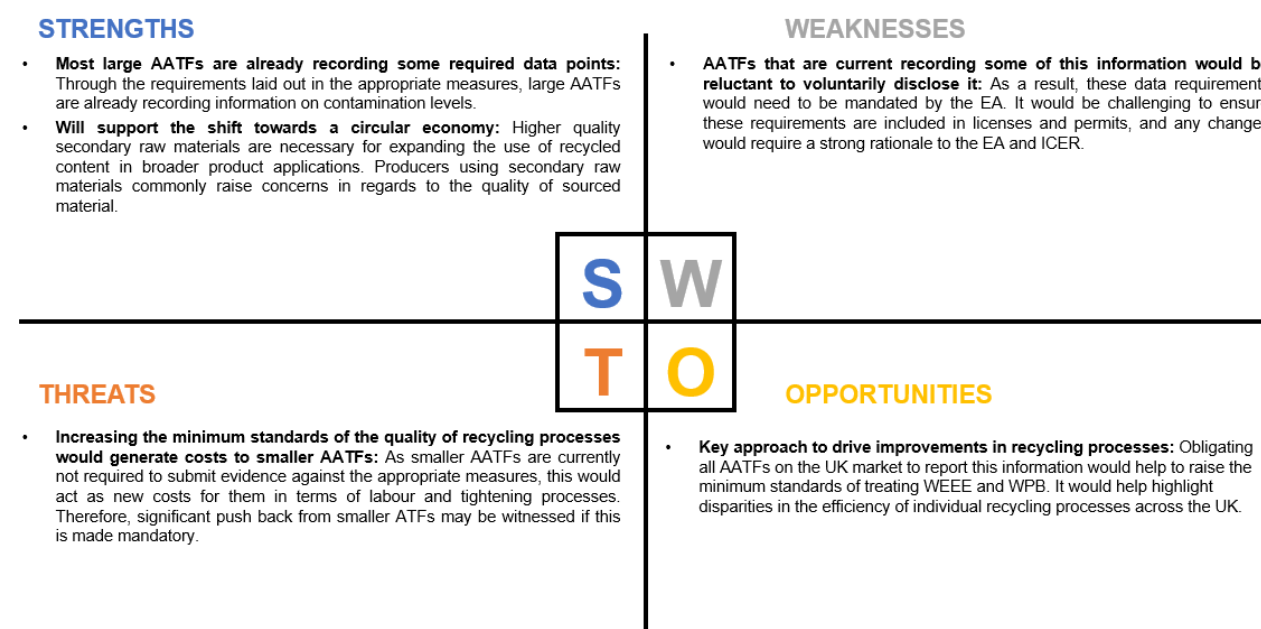 STRENGTHS
• Most large AATFs are already recording some required data points:
Through the requirements laid out in the appropriate measures, large AATFs
are already recording information on contamination levels.
• Will support the shift towards a circular economy: Higher quality
secondary raw materials are necessary for expanding the use of recycled
content in broader product applications. Producers using secondary raw
materials commonly raise concerns in regards to the quality of sourced
material.
WEAKNESSES
• AATFs that are current recording some of this information would b
reluctant to voluntarily disclose it: As a result, these data requirement
would need to be mandated by the EA. It would be challenging to ensur
these requirements are included in licenses and permits, and any change
would require a strong rationale to the EA and ICER.
S W
T O
THREATS
• Increasing the minimum standards of the quality of recycling processes
would generate costs to smaller AATFs: As smaller AATFs are currently
not required to submit evidence against the appropriate measures, this would
act as new costs for them in terms of labour and tightening processes.
Therefore, significant push back from smaller ATFs may be witnessed if this
is made mandatory.
OPPORTUNITIES
• Key approach to drive improvements in recycling processes: Obligating
all AATFs on the UK market to report this information would help to raise the
minimum standards of treating WEEE and WPB. It would help highlight
disparities in the efficiency of individual recycling processes across the UK.